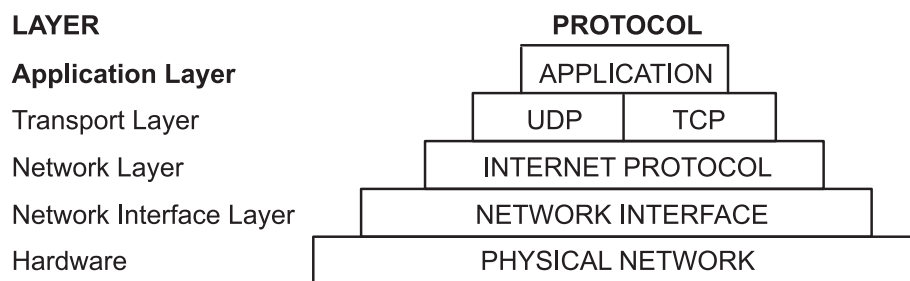 LAYER PROTOCOL
Application Layer APPLICATION
Transport Layer UDP TCP
Network Layer INTERNET PROTOCOL
Network Interface Layer NETWORK INTERFACE
Hardware PHYSICAL NETWORK